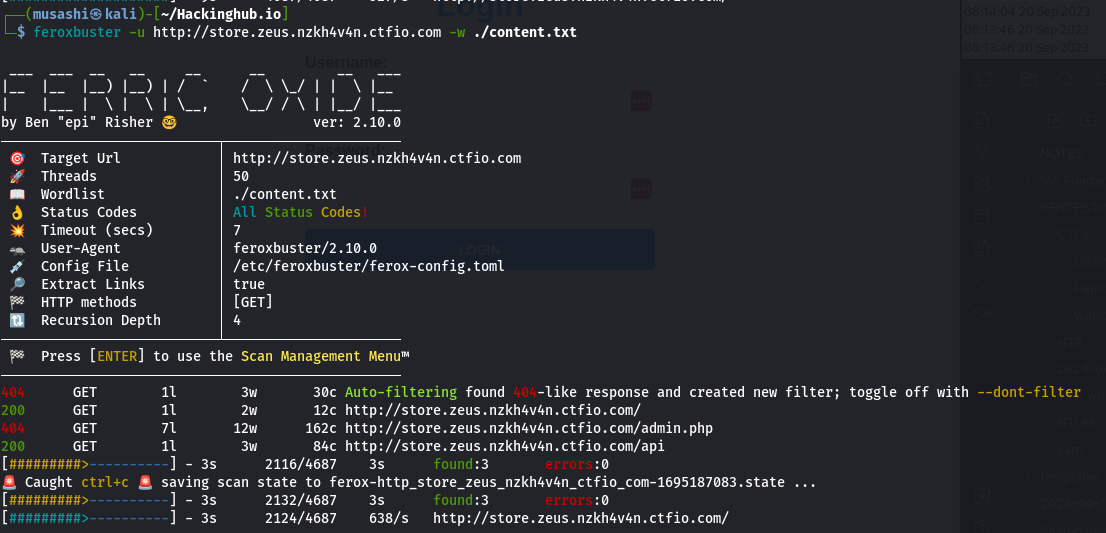 ┌──(musashi㉿kali)-[~/Hackinghub.io]
└─$ feroxbuster -u http://store.zeus.nzkh4v4n.ctfio.com -w ./content.txt
FERRIC OXIDE
by Ben "epi" Risher 🤓 ver: 2.10.0
🎯 Target Url │ http://store.zeus.nzkh4v4n.ctfio.com
🚀 Threads │ 50
📖 Wordlist │ ./content.txt
👌 Status Codes │ All Status Codes!
💥 Timeout (secs) │ 7
🦡 User-Agent │ feroxbuster/2.10.0
💉 Config File │ /etc/feroxbuster/ferox-config.toml
🔎 Extract Links │ true
🏁 HTTP methods │ [GET]
🔃 Recursion Depth │ 4
🏁 Press [ENTER] to use the Scan Management Menu™
404 GET 1l 3w 30c Auto-filtering found 404-like response and created new filter; toggle off with --dont-filter
200 GET 1l 2w 12c http://store.zeus.nzkh4v4n.ctfio.com/
404 GET 7l 12w 162c http://store.zeus.nzkh4v4n.ctfio.com/admin.php
200 GET 1l 3w 84c http://store.zeus.nzkh4v4n.ctfio.com/api
[#########>----------] - 3s 2116/4687 3s found:3 errors:0
🚨 Caught ctrl+c 🚨 saving scan state to ferox-http_store_zeus_nzkh4v4n_ctfio_com-1695187083.state ...
[#########>----------] - 3s 2132/4687 3s found:3 errors:0
[#########>----------] - 3s 2124/4687 638/s http://store.zeus.nzkh4v4n.ctfio.com/
Login
Username:
Password:
LOGIN
08:14:04 20 Sep 2023
08:13:46 20 Sep 2023
08:13:46 20 Sep 2023
NOTES